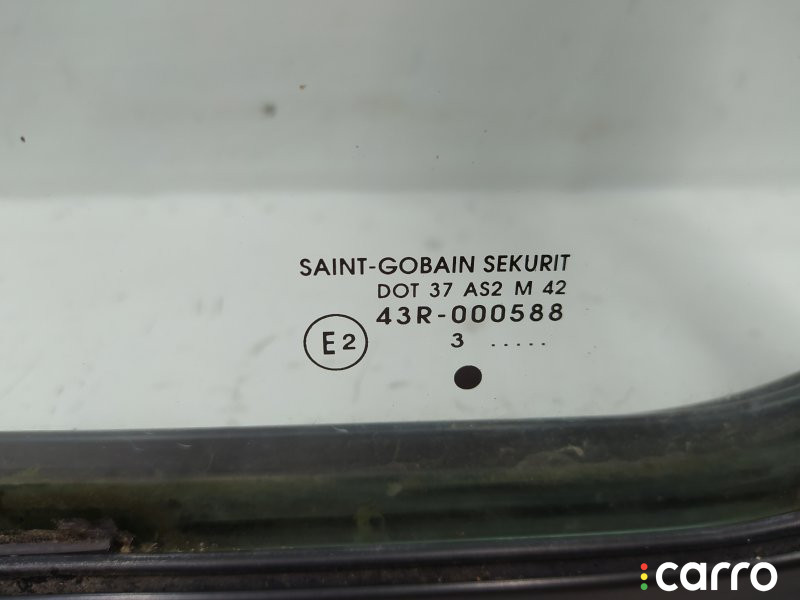 SAINT-GOBAIN SEKURIT
DOT 37 AS2 M 42
43R-000588
E2
3 .....
carro